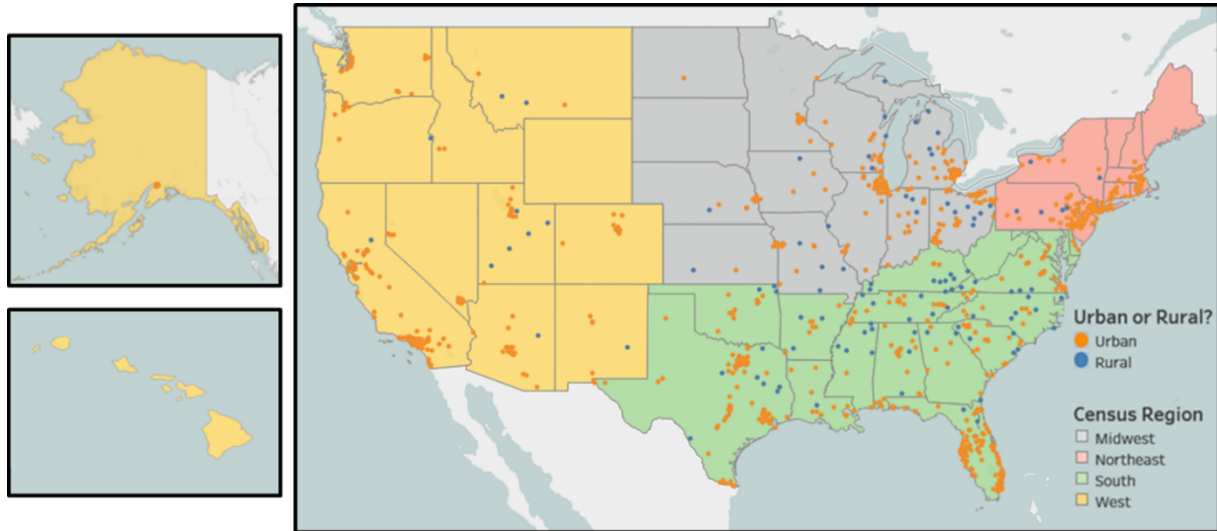 Urban or Rural?
Urban
Rural
Census Region
Midwest
Northeast
South
West